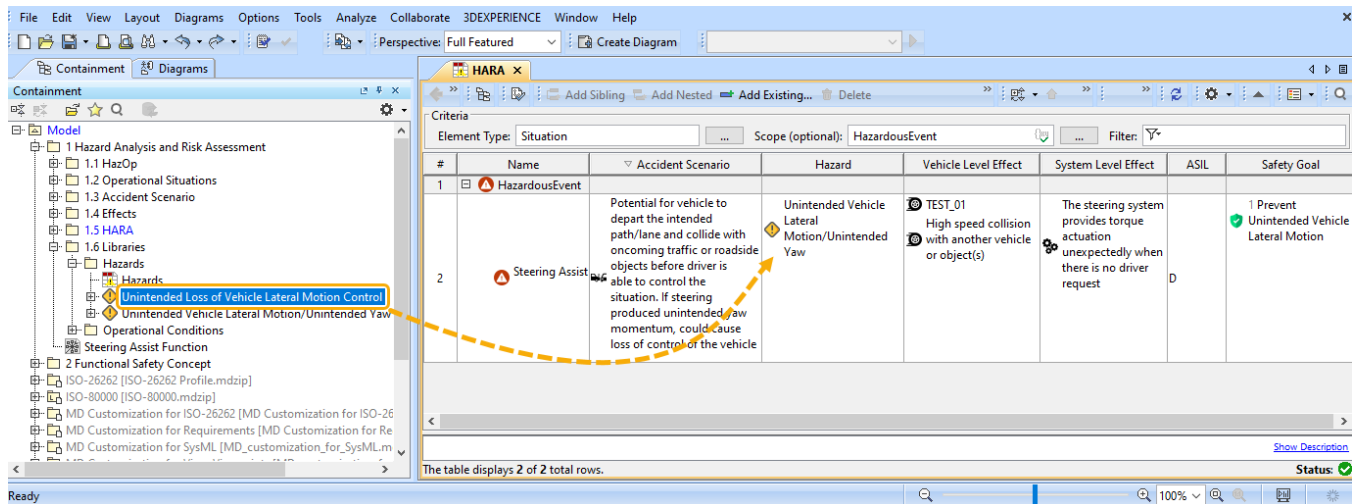 File Edit View Layout Diagrams Options Tools Analyze Collaborate 3DEXPERIENCE Window Help
Perspective: Full Featured Create Diagram
Containment Diagrams
Containment
Model
1 Hazard Analysis and Risk Assessment
1.1 HazOp
1.2 Operational Situations
1.3 Accident Scenario
1.4 Effects
1.5 HARA
1.6 Libraries
Hazards
Hazards
Unintended Loss of Vehicle Lateral Motion Control
Unintended Vehicle Lateral Motion/Unintended Yaw
Operational Conditions
Steering Assist Function
2 Functional Safety Concept
ISO-26262 [ISO-26262 Profile.mdzip]
ISO-80000 [ISO-80000.mdzip]
MD Customization for ISO-26262 [MD Customization for ISO-26
MD Customization for Requirements [MD Customization for Re
MD Customization for SysML [MD_customization_for_SysML.m
HARA
Add Sibling Add Nested Add Existing... Delete
Criteria
Element Type: Situation ... Scope (optional): HazardousEvent ... Filter:
# Name Accident Scenario Hazard Vehicle Level Effect System Level Effect ASIL Safety Goal
1 HazardousEvent
2 Steering Assist
Potential for vehicle to
depart the intended
path/lane and collide with
oncoming traffic or roadside
objects before driver is
able to control the
situation. If steering
produced unintended yaw
momentum, could cause
loss of control of the vehicle
Unintended Vehicle
Lateral
Motion/Unintended
Yaw
TEST_01
High speed collision
with another vehicle
or object(s)
The steering system
provides torque
actuation
unexpectedly when
there is no driver
request
D
1 Prevent
Unintended Vehicle
Lateral Motion
Show Description
The table displays 2 of 2 total rows. Status:
Ready 100%